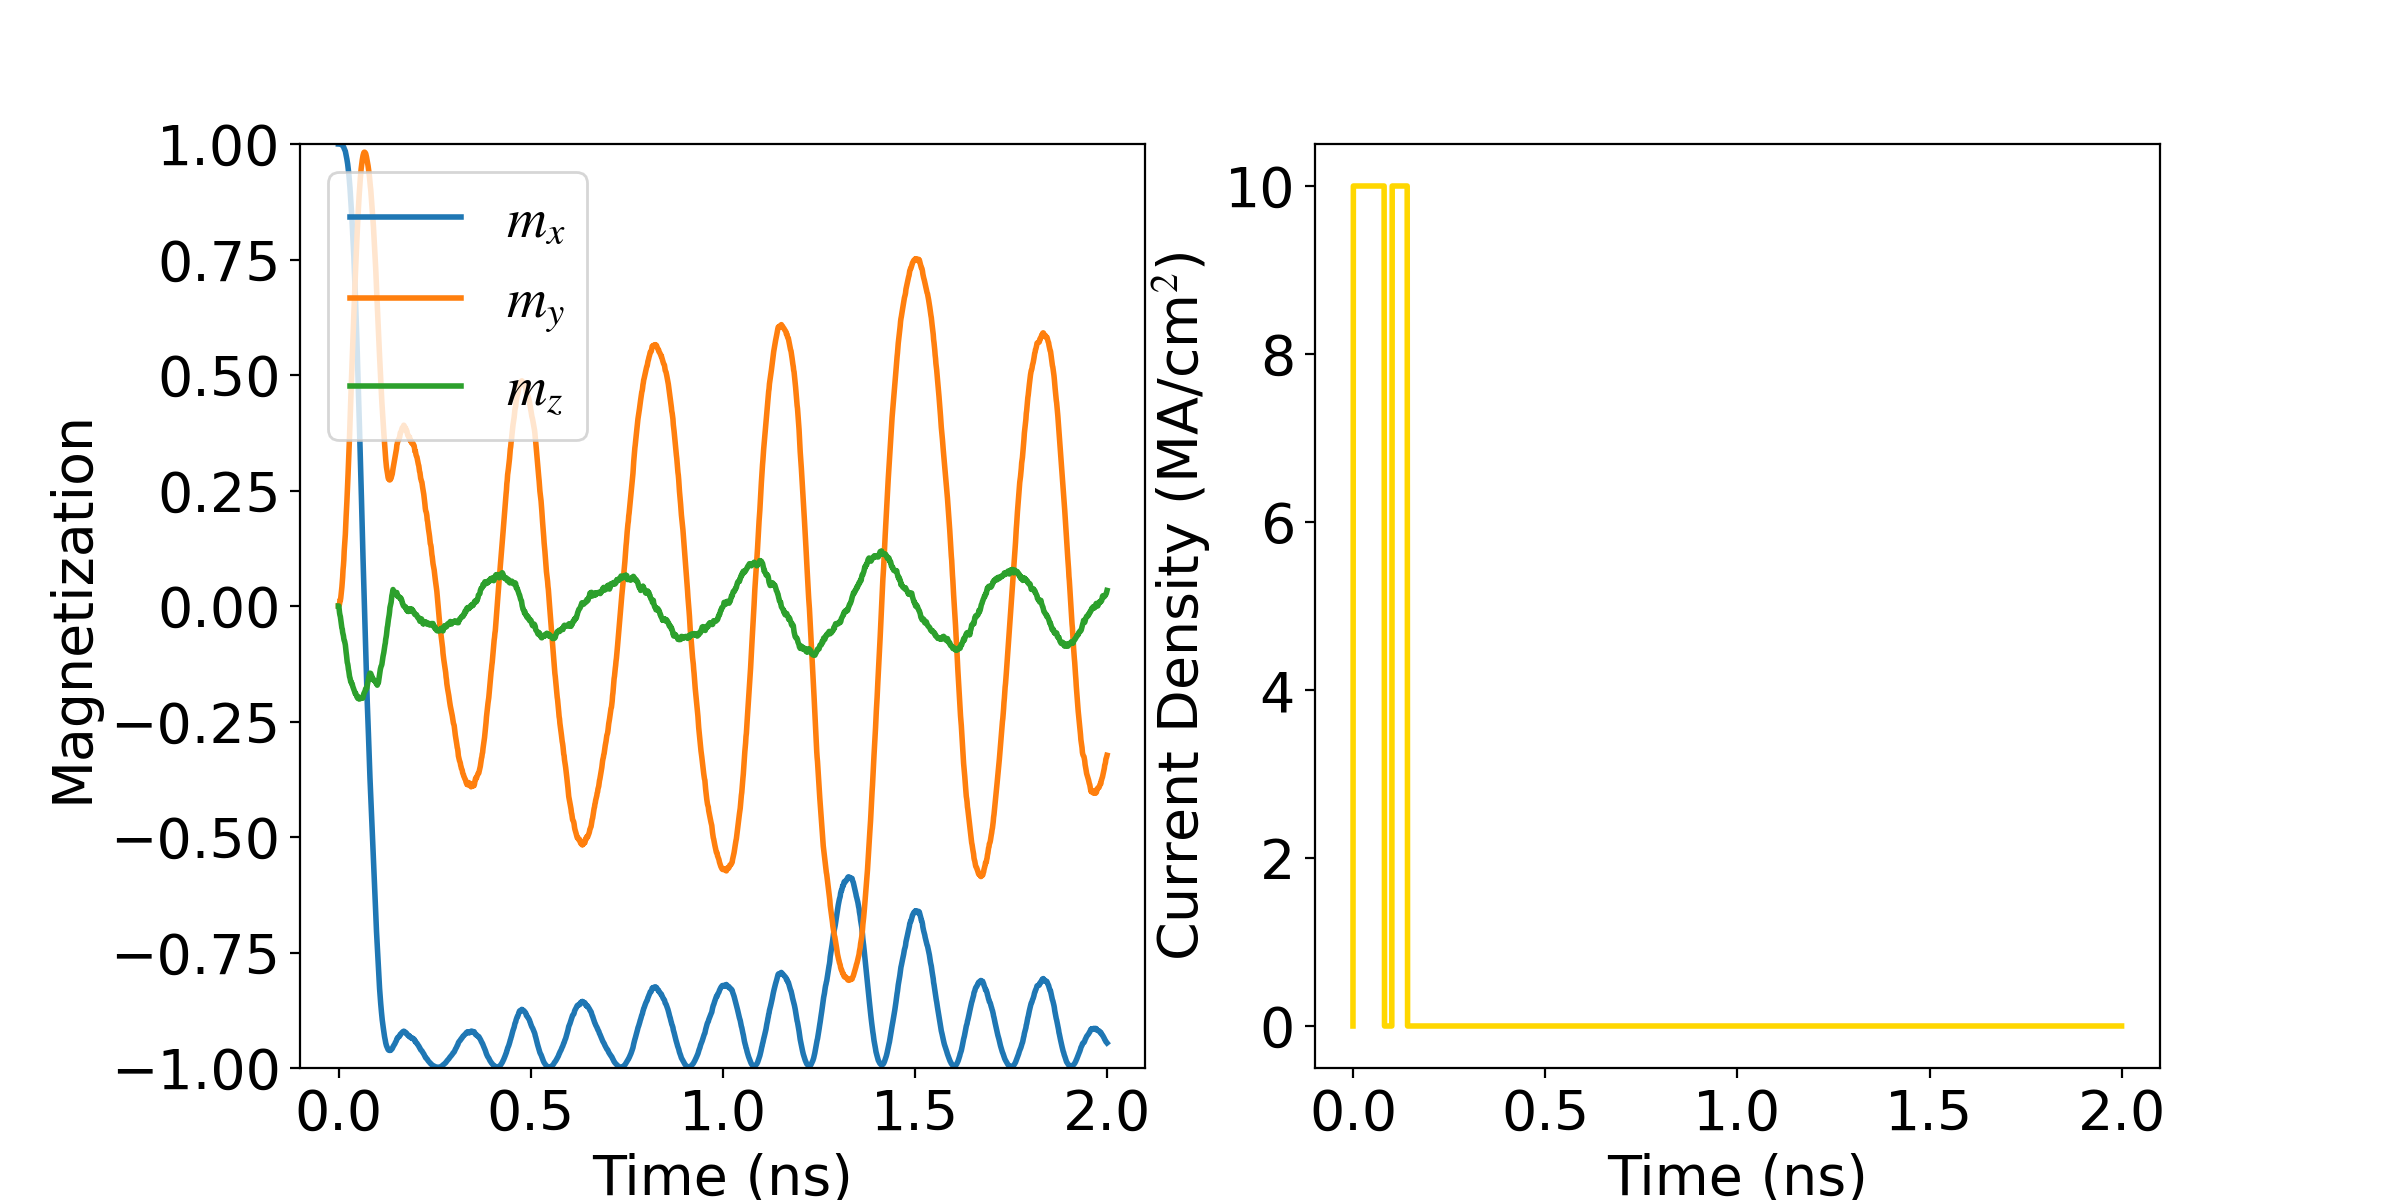 1.00
0.75
0.50
0.25
0.00
−0.25
−0.50
−0.75
−1.00
Magnetization
m_x
m_y
m_z
0.0 0.5 1.0 1.5 2.0
Time (ns)
10
8
6
4
2
0
Current Density (MA/cm²)
0.0 0.5 1.0 1.5 2.0
Time (ns)